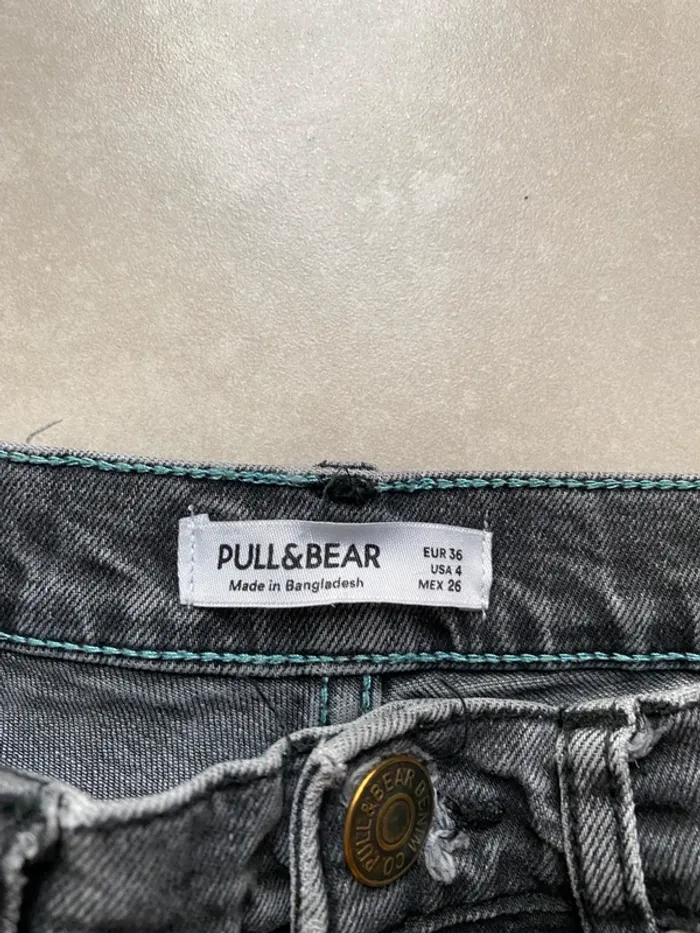 PULL&BEAR
Made in Bangladesh
EUR 36
USA 4
MEX 26
PULL&BEAR DENIM CO